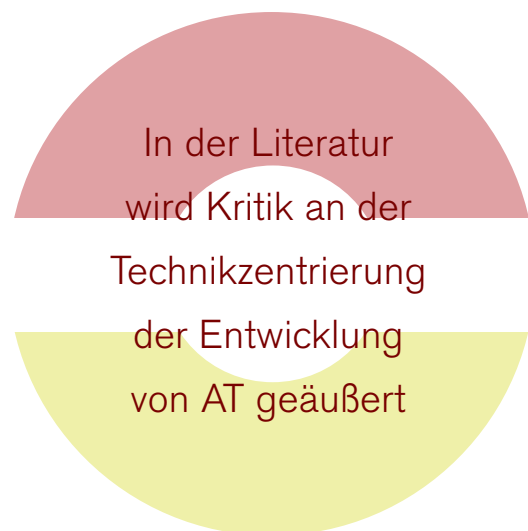 In der Literatur
wird Kritik an der
Technikzentrierung
der Entwicklung
von AT geäußert